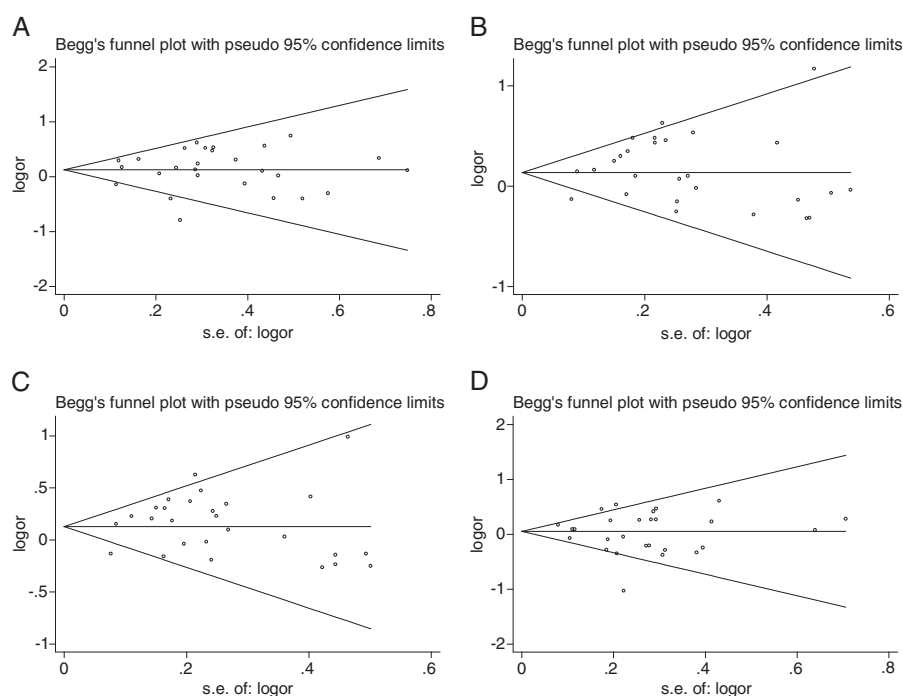 A
Begg's funnel plot with pseudo 95% confidence limits
2
1
0
-1
-2
logor
0 .2 .4 .6 .8
s.e. of: logor
B
Begg's funnel plot with pseudo 95% confidence limits
1
0
-1
logor
0 .2 .4 .6
s.e. of: logor
C
Begg's funnel plot with pseudo 95% confidence limits
1
.5
0
-.5
-1
logor
0 .2 .4 .6
s.e. of: logor
D
Begg's funnel plot with pseudo 95% confidence limits
2
1
0
-1
-2
logor
0 .2 .4 .6 .8
s.e. of: logor